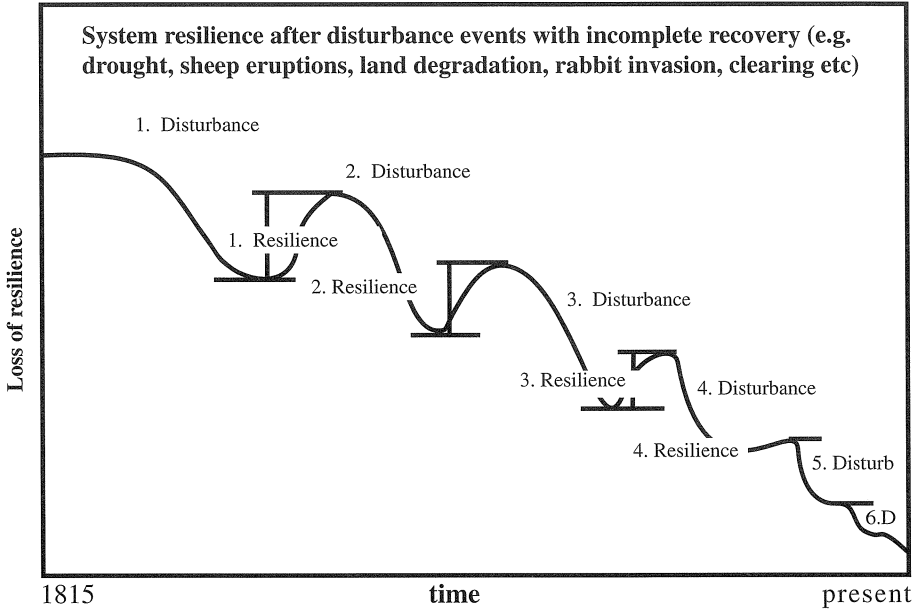 System resilience after disturbance events with incomplete recovery (e.g.
drought, sheep eruptions, land degradation, rabbit invasion, clearing etc)
1. Disturbance
2. Disturbance
1. Resilience
2. Resilience
3. Disturbance
3. Resilience
4. Disturbance
4. Resilience
5. Disturb
6.D
Loss of resilience
1815
time
present